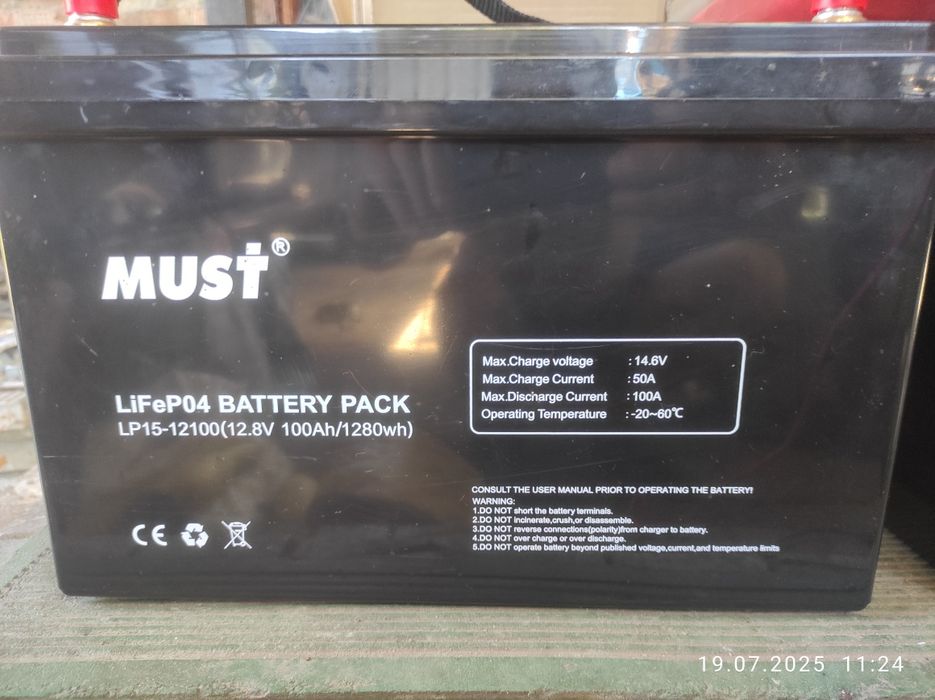 MUST®
LiFePO4 BATTERY PACK
LP15-12100(12.8V 100Ah/1280wh)
CE
Max.Charge voltage : 14.6V
Max.Charge Current : 50A
Max.Discharge Current : 100A
Operating Temperature : -20~60℃
CONSULT THE USER MANUAL PRIOR TO OPERATING THE BATTERY!
WARNING:
1.DO NOT short the battery terminals.
2.DO NOT incinerate,crush,or disassemble.
3.DO NOT reverse connections(polarity)from charger to battery.
4.DO NOT over charge or over discharge.
5.DO NOT operate battery beyond published voltage,current,and temperature limits
19.07.2025 11:24